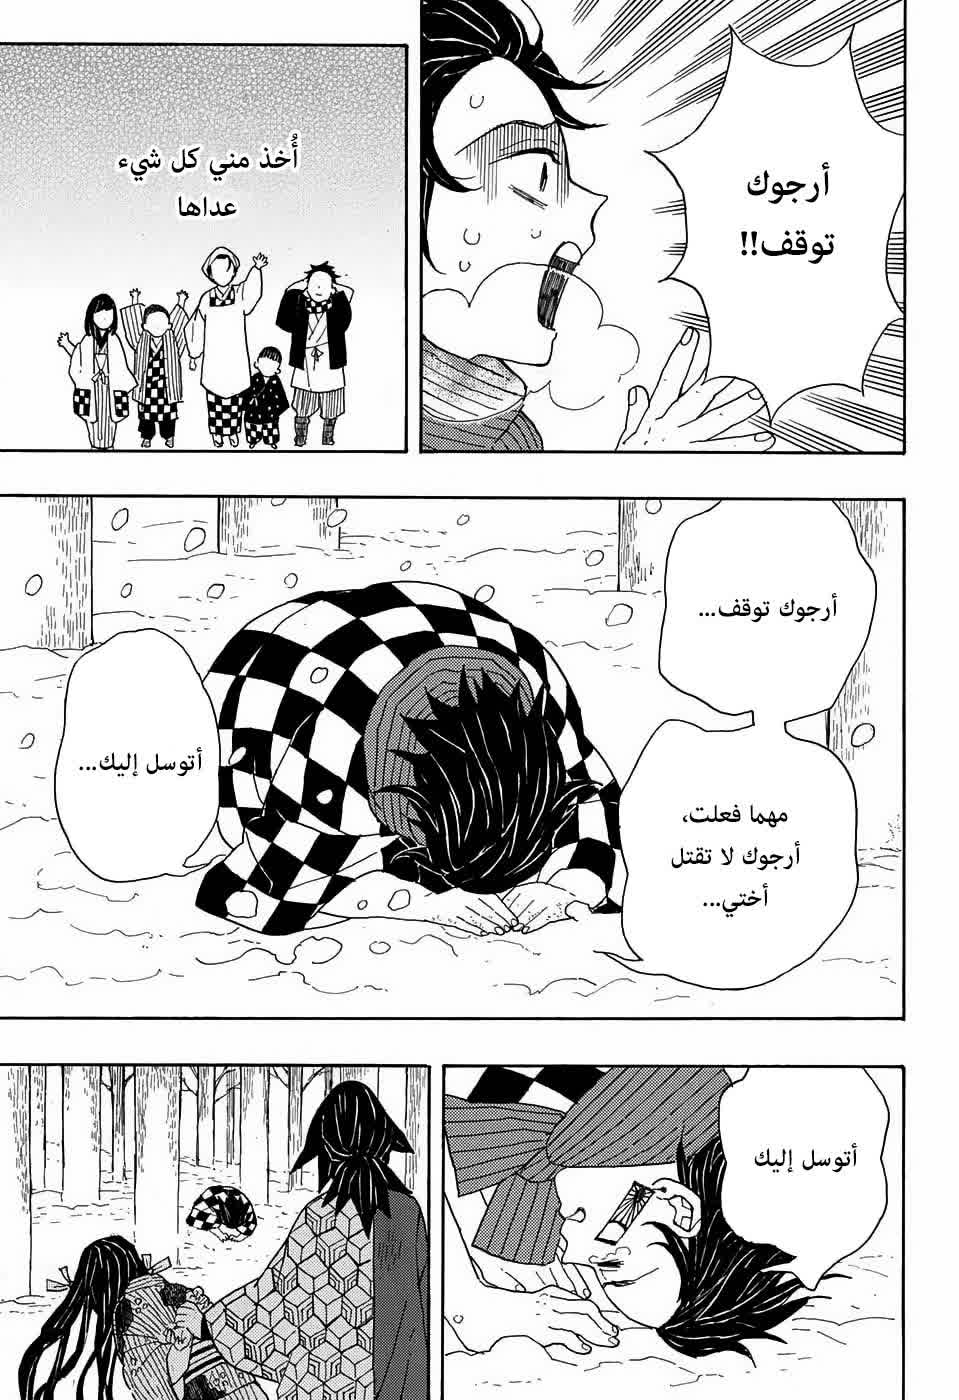 أرجوك
توقف!!
أُخذ مني كل شيء
عداها
أرجوك توقف...
مهما فعلت،
أرجوك لا تقتل
أختي...
أتوسل إليك...
أتوسل إليك